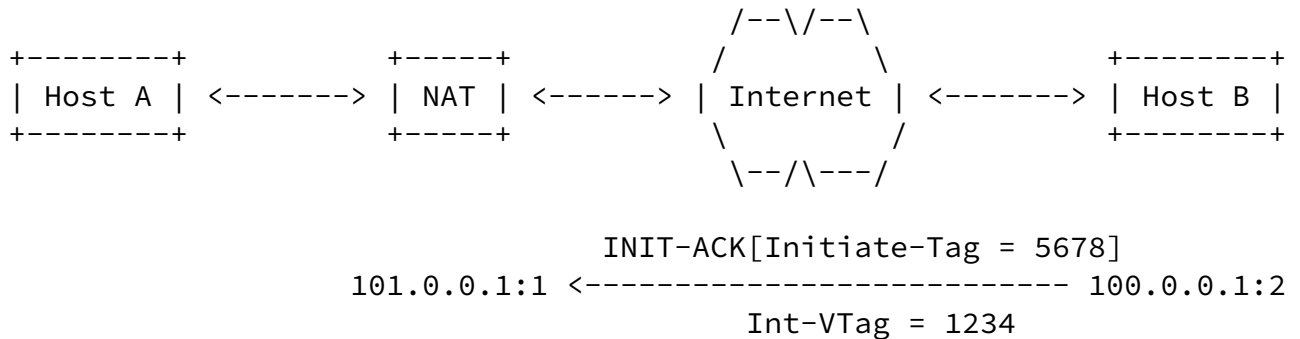 /--\/--\
+--------+ +-----+ / \ +--------+
| Host A | <-------> | NAT | <------> | Internet | <-------> | Host B |
+--------+ +-----+ \ / +--------+
\--/\---/
INIT-ACK[Initiate-Tag = 5678]
101.0.0.1:1 <--------------------------- 100.0.0.1:2
Int-VTag = 1234